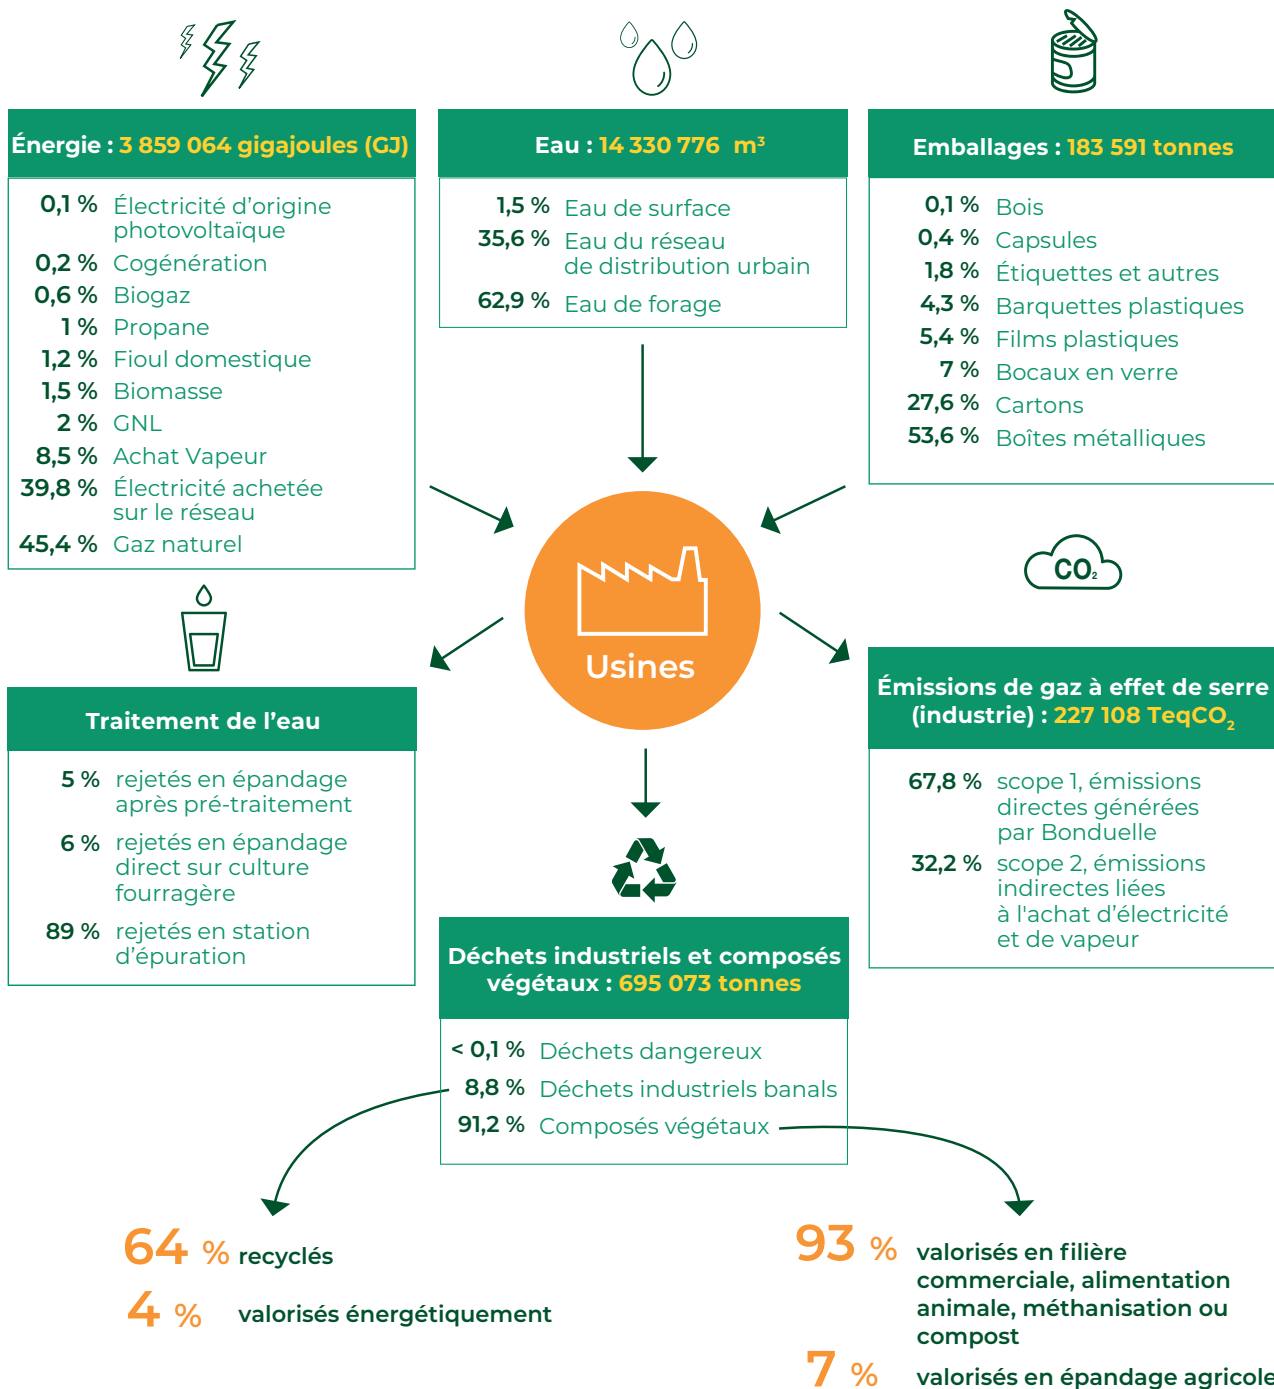 Énergie : 3 859 064 gigajoules (GJ)
0,1 % Électricité d’origine
photovoltaïque
0,2 % Cogénération
0,6 % Biogaz
1 % Propane
1,2 % Fioul domestique
1,5 % Biomasse
2 % GNL
8,5 % Achat Vapeur
39,8 % Électricité achetée
sur le réseau
45,4 % Gaz naturel
Eau : 14 330 776 m³
1,5 % Eau de surface
35,6 % Eau du réseau
de distribution urbain
62,9 % Eau de forage
Emballages : 183 591 tonnes
0,1 % Bois
0,4 % Capsules
1,8 % Étiquettes et autres
4,3 % Barquettes plastiques
5,4 % Films plastiques
7 % Bocaux en verre
27,6 % Cartons
53,6 % Boîtes métalliques
Usines
CO₂
Traitement de l’eau
5 % rejetés en épandage
après pré-traitement
6 % rejetés en épandage
direct sur culture
fourragère
89 % rejetés en station
d’épuration
Émissions de gaz à effet de serre
(industrie) : 227 108 TeqCO₂
67,8 % scope 1, émissions
directes générées
par Bonduelle
32,2 % scope 2, émissions
indirectes liées
à l'achat d’électricité
et de vapeur
Déchets industriels et composés
végétaux : 695 073 tonnes
< 0,1 % Déchets dangereux
8,8 % Déchets industriels banals
91,2 % Composés végétaux
64 % recyclés
4 % valorisés énergétiquement
93 % valorisés en filière
commerciale, alimentation
animale, méthanisation ou
compost
7 % valorisés en épandage agricole